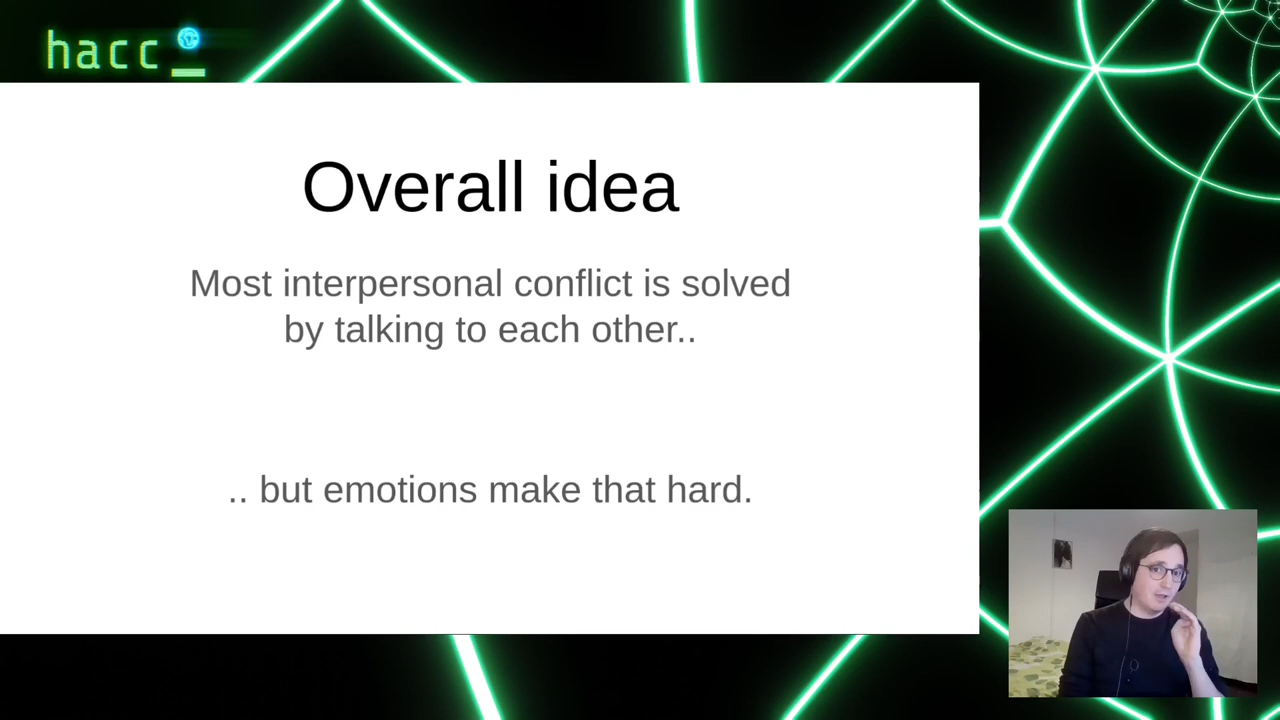 hacc_
Overall idea
Most interpersonal conflict is solved
by talking to each other..
.. but emotions make that hard.